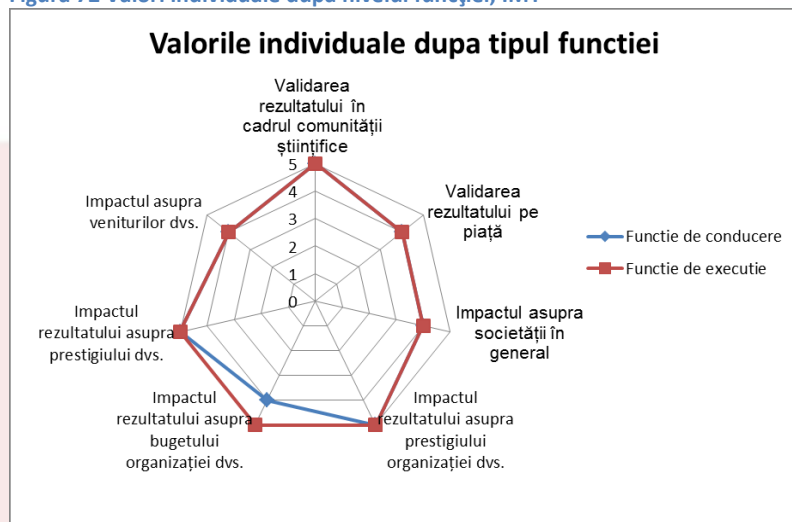 Valorile individuale dupa tipul functiei
Validarea
rezultatului în
cadrul comunității
științifice
5
4
3
2
1
0
Validarea
rezultatului pe
piață
Impactul asupra
societății în
general
Impactul
rezultatului asupra
prestigiului
organizației dvs.
Impactul
rezultatului asupra
bugetului
organizației dvs.
Impactul
rezultatului asupra
prestigiului dvs.
Impactul asupra
veniturilor dvs.
Functie de conducere
Functie de executie